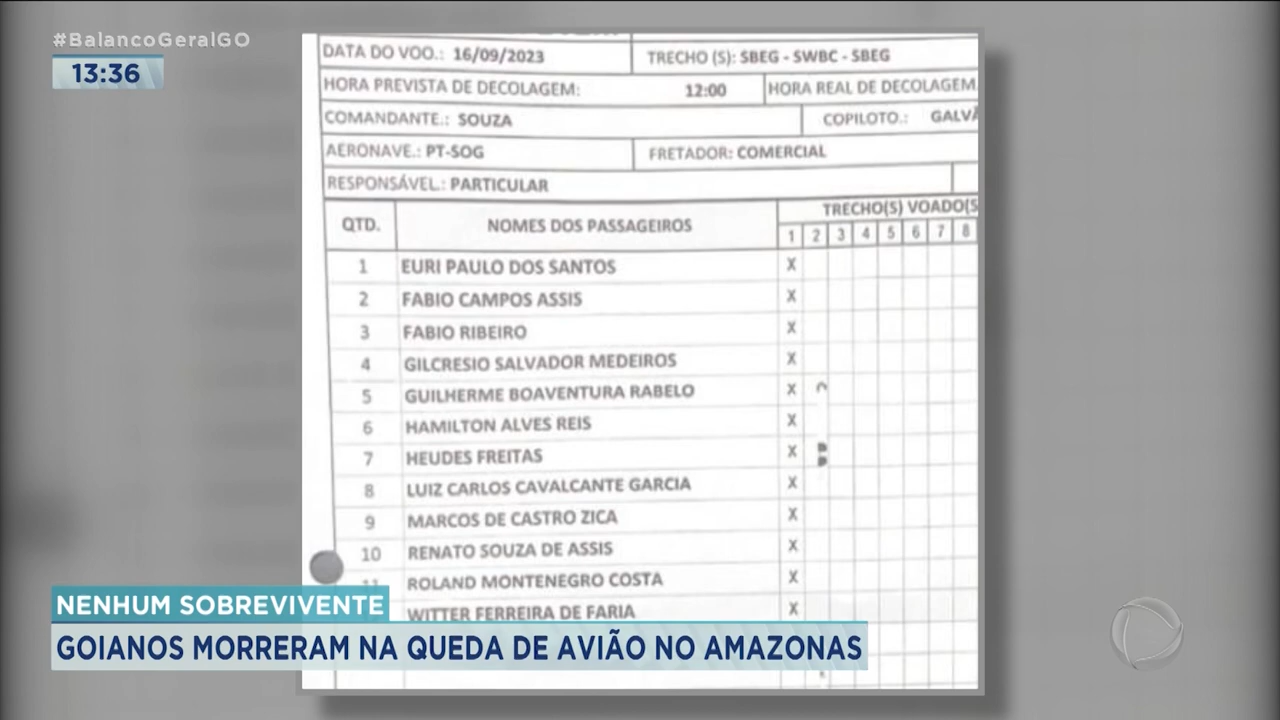 #BalancoGeralGO
13:36
DATA DO VOO.: 16/09/2023 TRECHO (S): SBEG - SWBC - SBEG
HORA PREVISTA DE DECOLAGEM: 12:00 HORA REAL DE DECOLAGEM
COMANDANTE.: SOUZA COPILOTO.: GALVÃ
AERONAVE.: PT-SOG FRETADOR: COMERCIAL
RESPONSÁVEL.: PARTICULAR
QTD. NOMES DOS PASSAGEIROS TRECHO(S) VOADO(S
1 2 3 4 5 6 7 8
1 EURI PAULO DOS SANTOS X
2 FABIO CAMPOS ASSIS X
3 FABIO RIBEIRO X
4 GILCRESIO SALVADOR MEDEIROS X
5 GUILHERME BOAVENTURA RABELO X
6 HAMILTON ALVES REIS X
7 HEUDES FREITAS X
8 LUIZ CARLOS CAVALCANTE GARCIA X
9 MARCOS DE CASTRO ZICA X
10 RENATO SOUZA DE ASSIS X
ROLAND MONTENEGRO COSTA X
WITTER FERREIRA DE FARIA X
NENHUM SOBREVIVENTE
GOIANOS MORRERAM NA QUEDA DE AVIÃO NO AMAZONAS